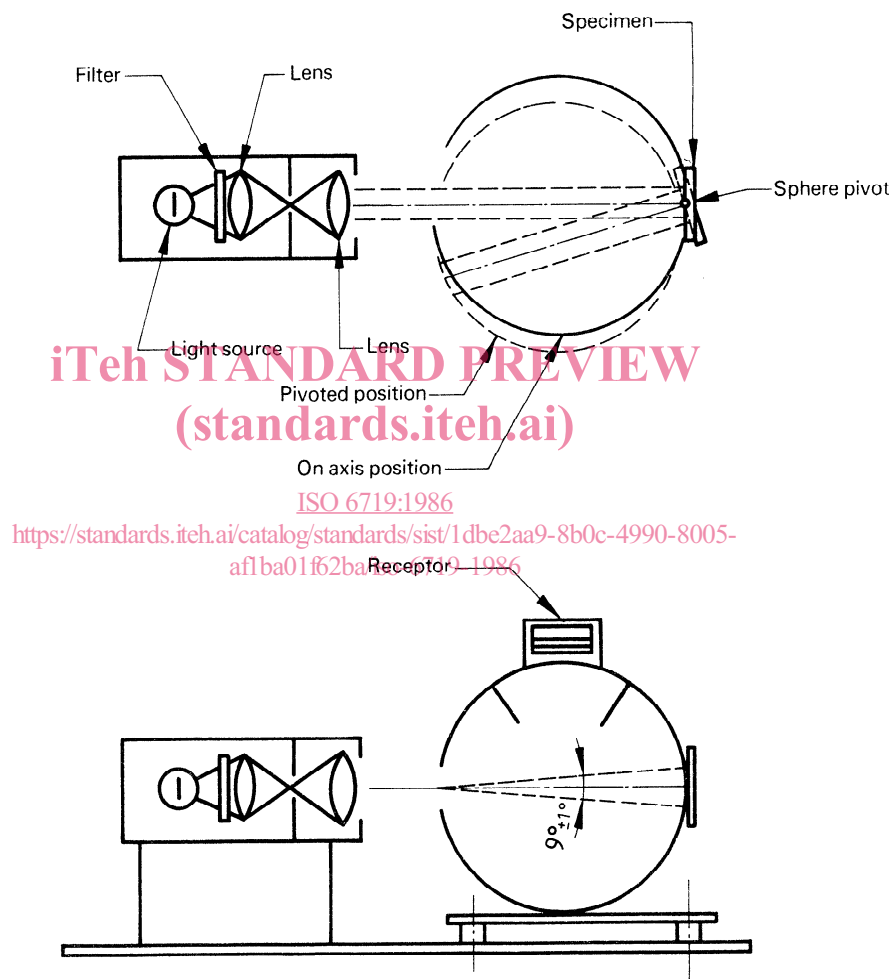 Specimen
Filter
Lens
Sphere pivot
Light source
Lens
iTeh STANDARD PREVIEW
Pivoted position
(standards.iteh.ai)
On axis position
ISO 6719:1986
https://standards.iteh.ai/catalog/standards/sist/1dbe2aa9-8b0c-4990-8005-
af1ba01f62ba/iso-6719-1986
Receptor
9°±1°